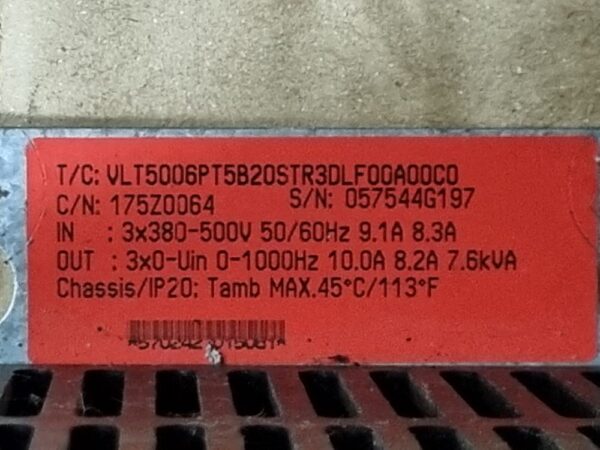 T/C: VLT5006PT5B20STR3DLF00A00C0
C/N: 175Z0064 S/N: 057544G197
IN : 3x380-500V 50/60Hz 9.1A 8.3A
OUT : 3x0-Uin 0-1000Hz 10.0A 8.2A 7.6kVA
Chassis/IP20: Tamb MAX.45°C/113°F